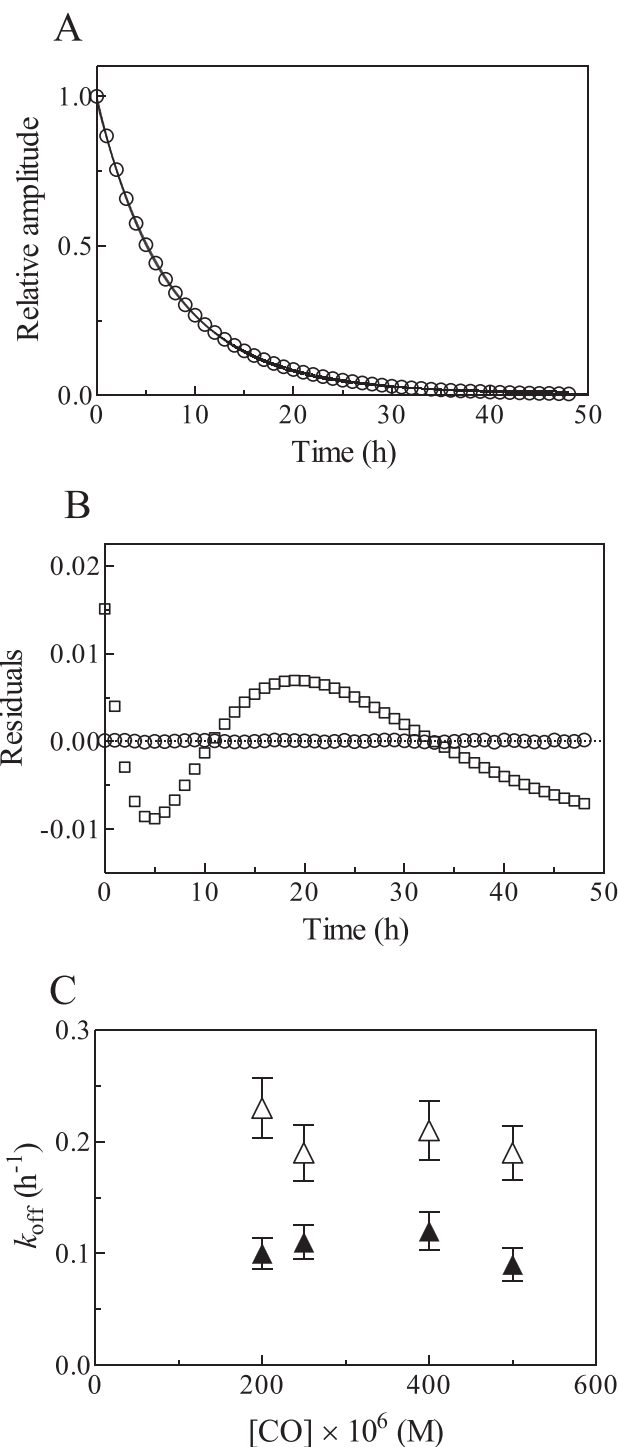 A
1.0
0.5
0.0
Relative amplitude
0 10 20 30 40 50
Time (h)
B
0.02
0.01
0.00
-0.01
Residuals
0 10 20 30 40 50
Time (h)
C
0.3
0.2
0.1
0.0
k_off (h⁻¹)
0 200 400 600
[CO] × 10⁶ (M)